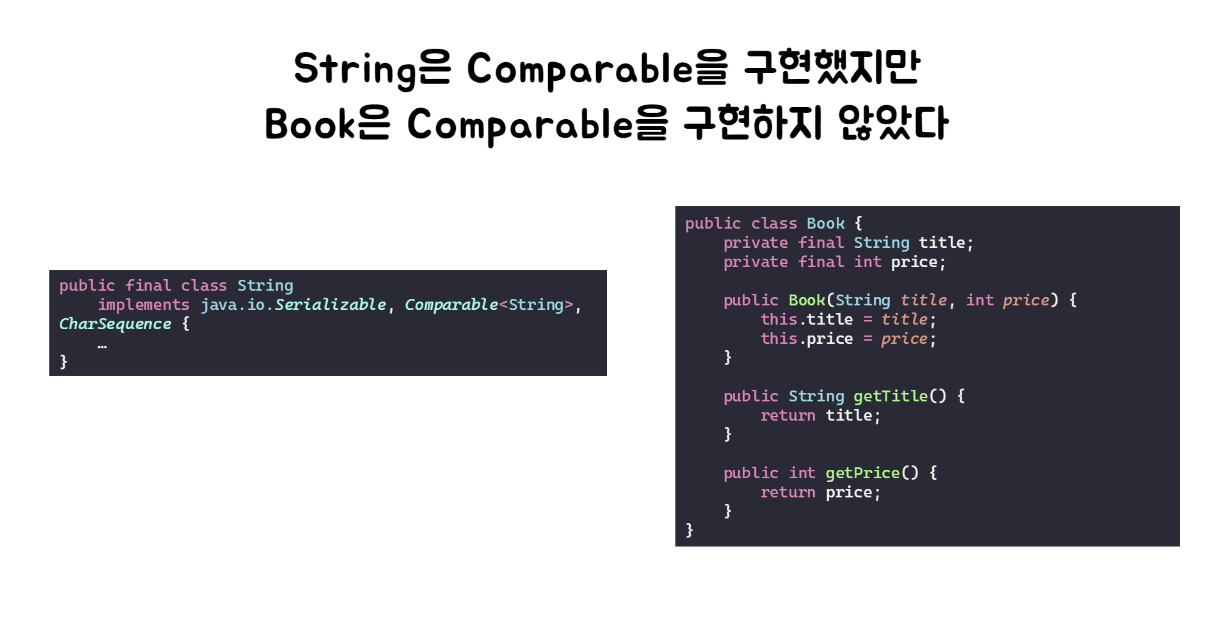 String은 Comparable을 구현했지만
Book은 Comparable을 구현하지 않았다
public final class String
    implements java.io.Serializable, Comparable<String>,
CharSequence {
    …
}
public class Book {
    private final String title;
    private final int price;

    public Book(String title, int price) {
        this.title = title;
        this.price = price;
    }

    public String getTitle() {
        return title;
    }

    public int getPrice() {
        return price;
    }
}